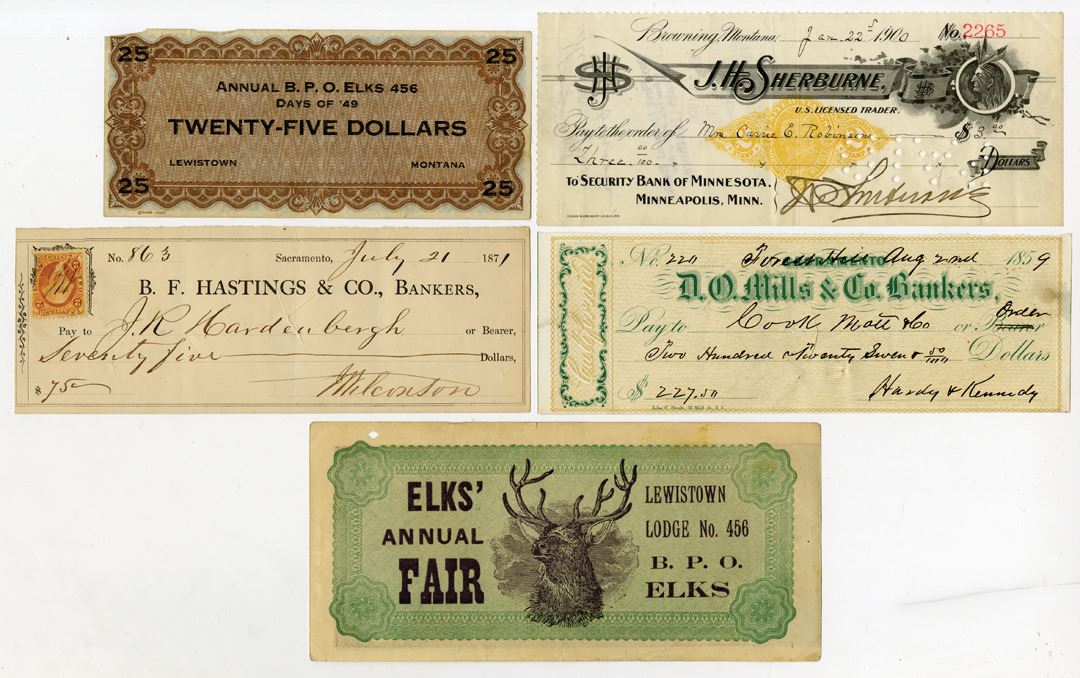 25 25
ANNUAL B. P. O. ELKS 456
DAYS OF '49
TWENTY-FIVE DOLLARS
LEWISTOWN MONTANA
25 25
Browning, Montana, Jan 22nd 1900 No. 2265
JHS
J. H. SHERBURNE,
U.S. LICENSED TRADER.
Pay to the order of Mrs Carrie E. Robinson $3.00
Three 00/100 DOLLARS
TO SECURITY BANK OF MINNESOTA,
MINNEAPOLIS, MINN.
J H Sherburne
No. 863 Sacramento, July 21 1871
B. F. HASTINGS & CO., BANKERS,
Pay to J. R. Hardenbergh or Bearer,
Seventy five Dollars,
$ 75
No. 220 Forest Hill Aug 2nd 1859
D. O. Mills & Co. Bankers,
Pay to Cook Mott & Co or Order
Two Hundred Twenty Seven & 50/100 Dollars
$ 227.50 Hardy & Kennedy
California
ELKS'
ANNUAL
FAIR
LEWISTOWN
LODGE No. 456
B. P. O.
ELKS